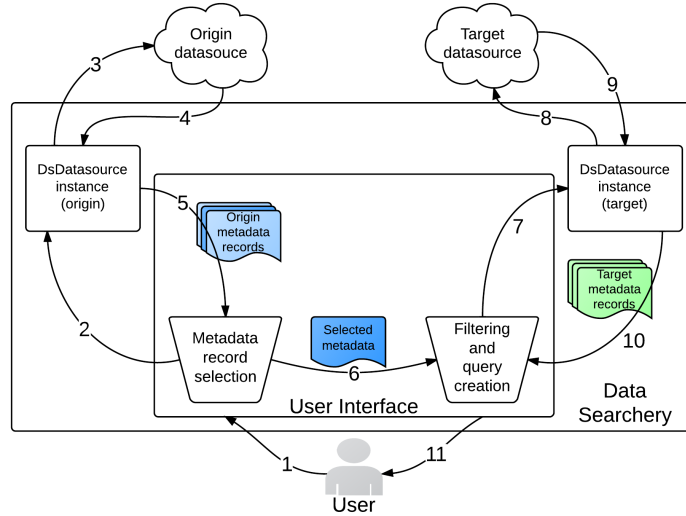 Origin
datasouce
Target
datasource
3
4
8
9
DsDatasource
instance
(origin)
DsDatasource
instance
(target)
5
Origin
metadata
records
7
Target
metadata
records
2
Metadata
record
selection
Selected
metadata
6
Filtering
and
query
creation
10
User Interface
Data
Searchery
1
11
User